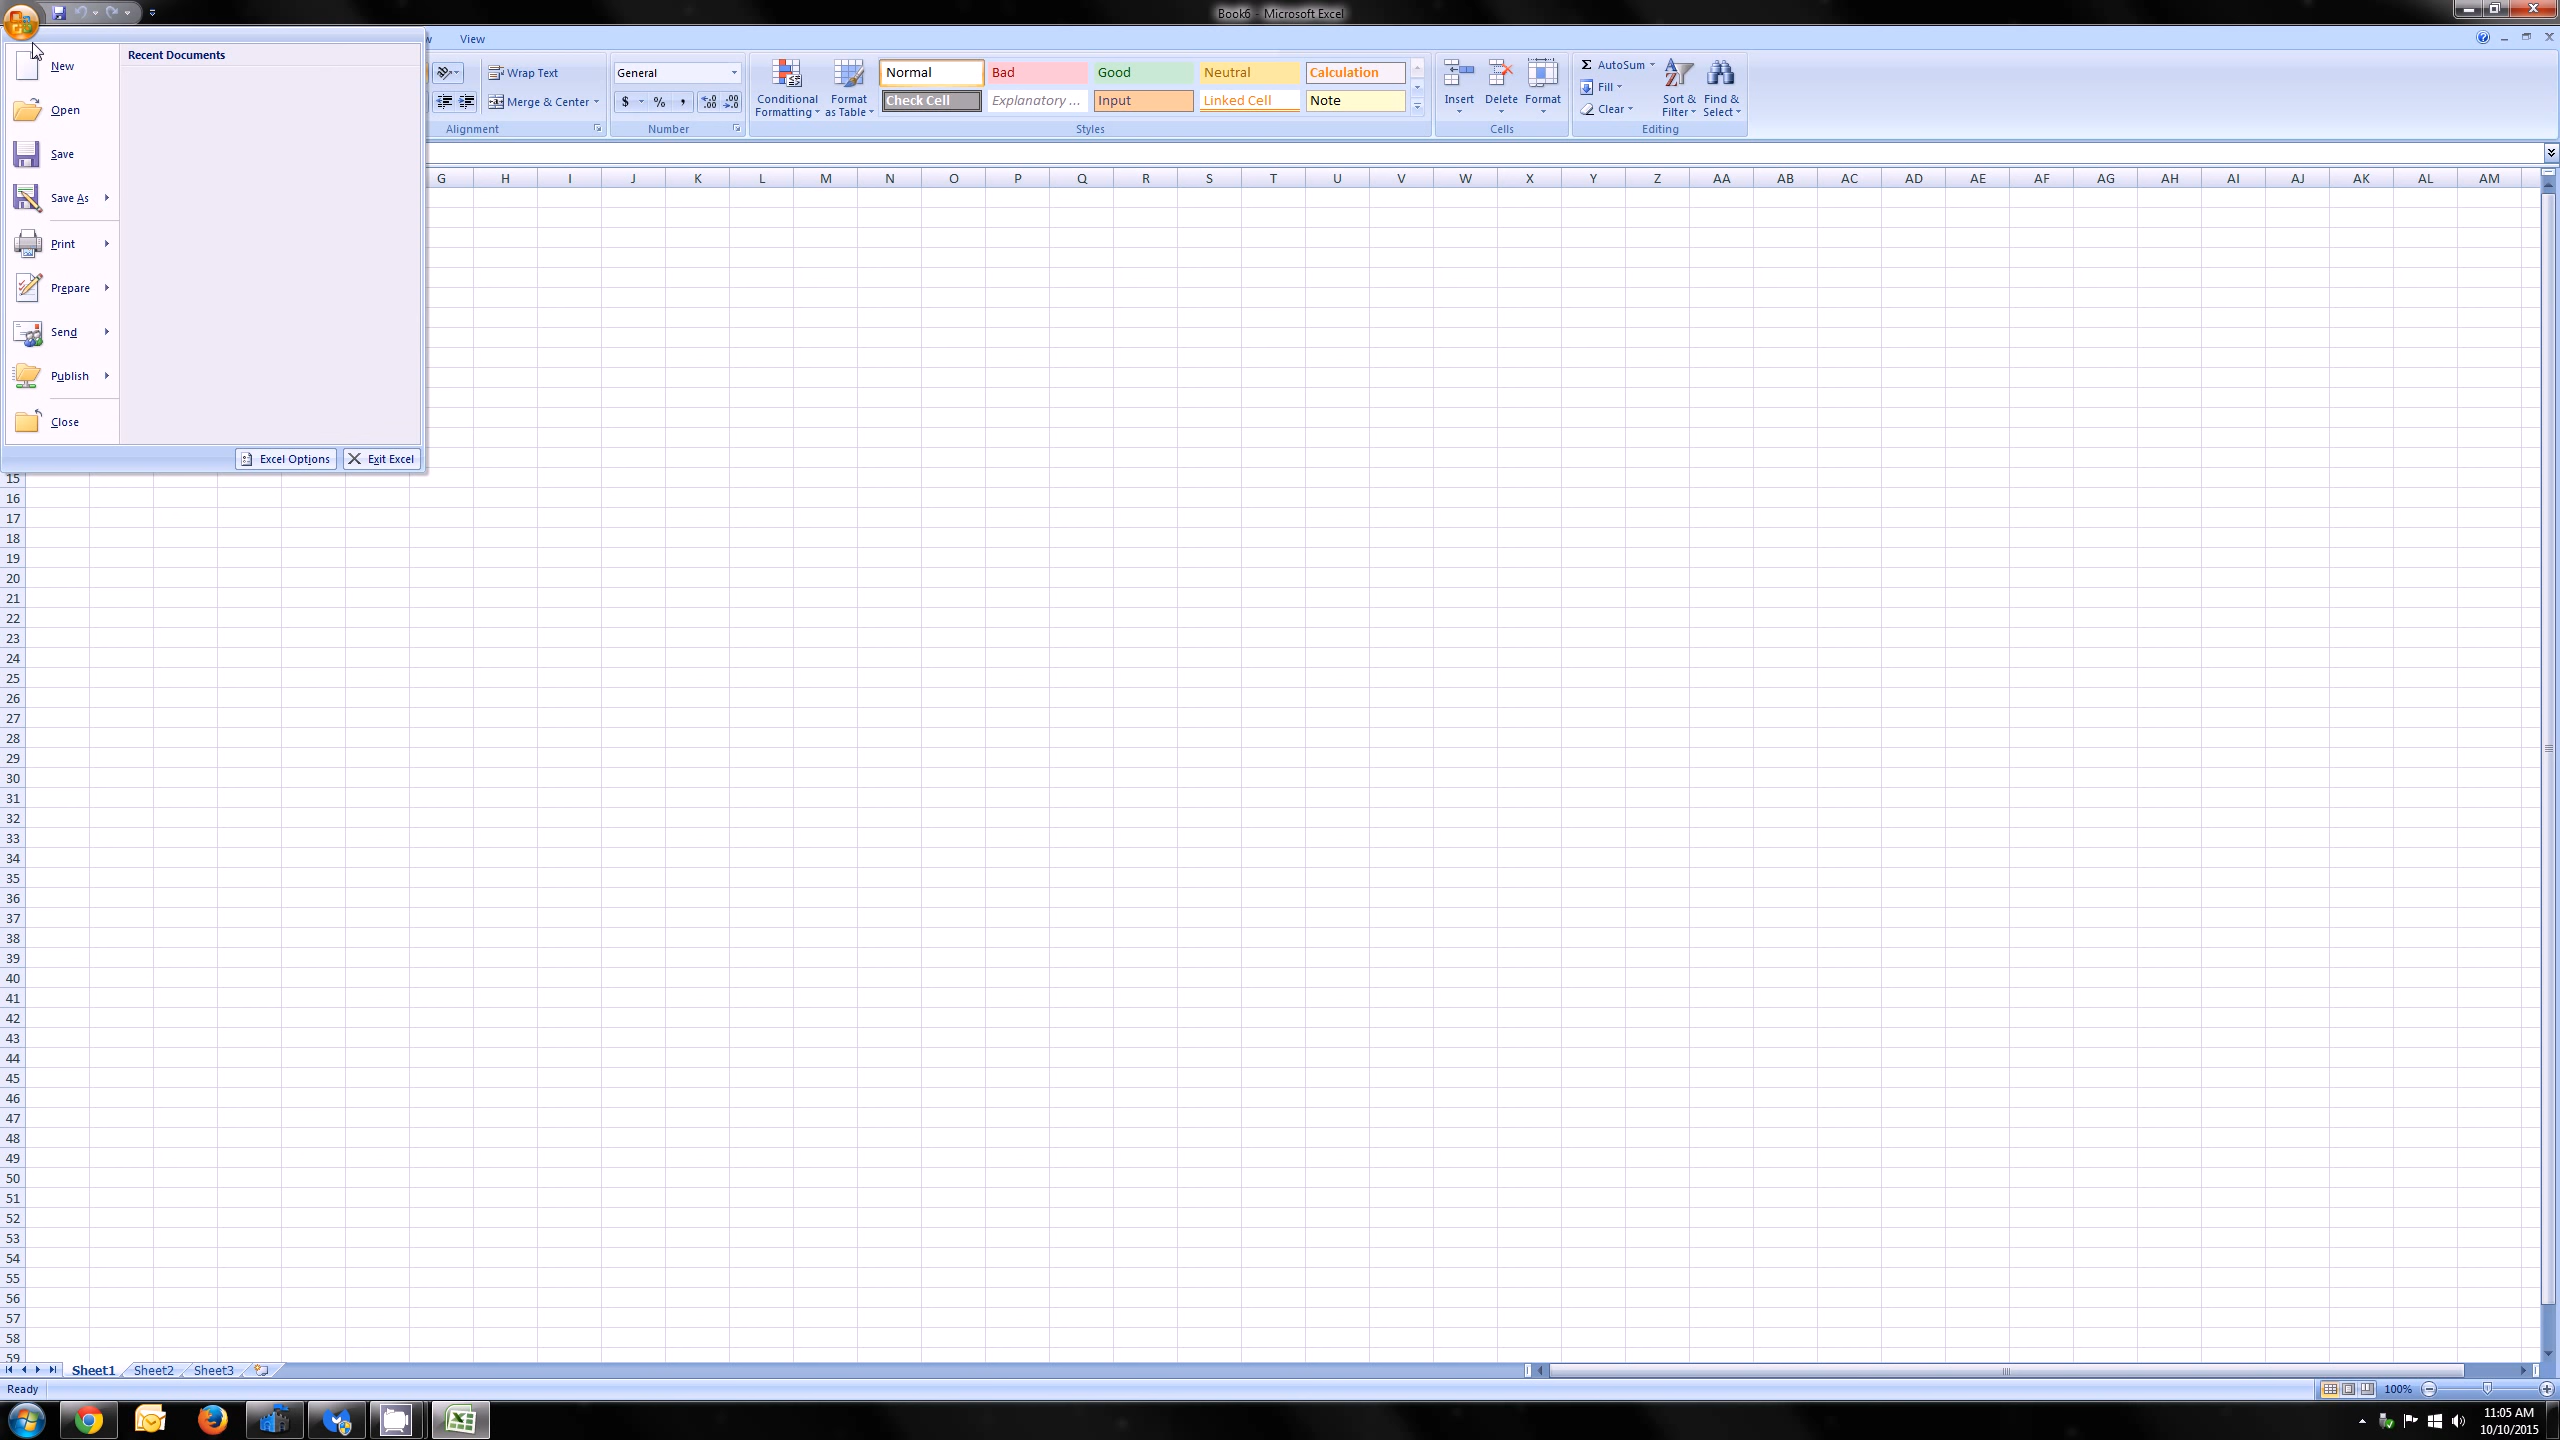 Book6 - Microsoft Excel
View
New
Recent Documents
Open
Save
Save As
Print
Prepare
Send
Publish
Close
Excel Options
Exit Excel
Wrap Text
Merge & Center
Alignment
General
$ % ,
Number
Conditional Formatting
Format as Table
Normal Bad Good Neutral Calculation
Check Cell Explanatory ... Input Linked Cell Note
Styles
Insert Delete Format
Cells
Σ AutoSum
Fill
Clear
Sort & Filter
Find & Select
Editing
G H I J K L M N O P Q R S T U V W X Y Z AA AB AC AD AE AF AG AH AI AJ AK AL AM
15
16
17
18
19
20
21
22
23
24
25
26
27
28
29
30
31
32
33
34
35
36
37
38
39
40
41
42
43
44
45
46
47
48
49
50
51
52
53
54
55
56
57
58
59
Sheet1 Sheet2 Sheet3
Ready
100%
11:05 AM
10/10/2015